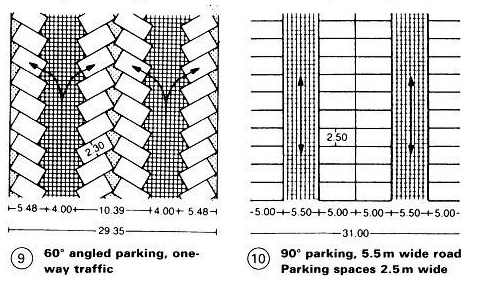 2.30
2.50
5.48 4.00 10.39 4.00 5.48
29.35
5.00 5.50 5.00 5.00 5.50 5.00
31.00
9 60° angled parking, one-
way traffic
10 90° parking, 5.5 m wide road
Parking spaces 2.5 m wide